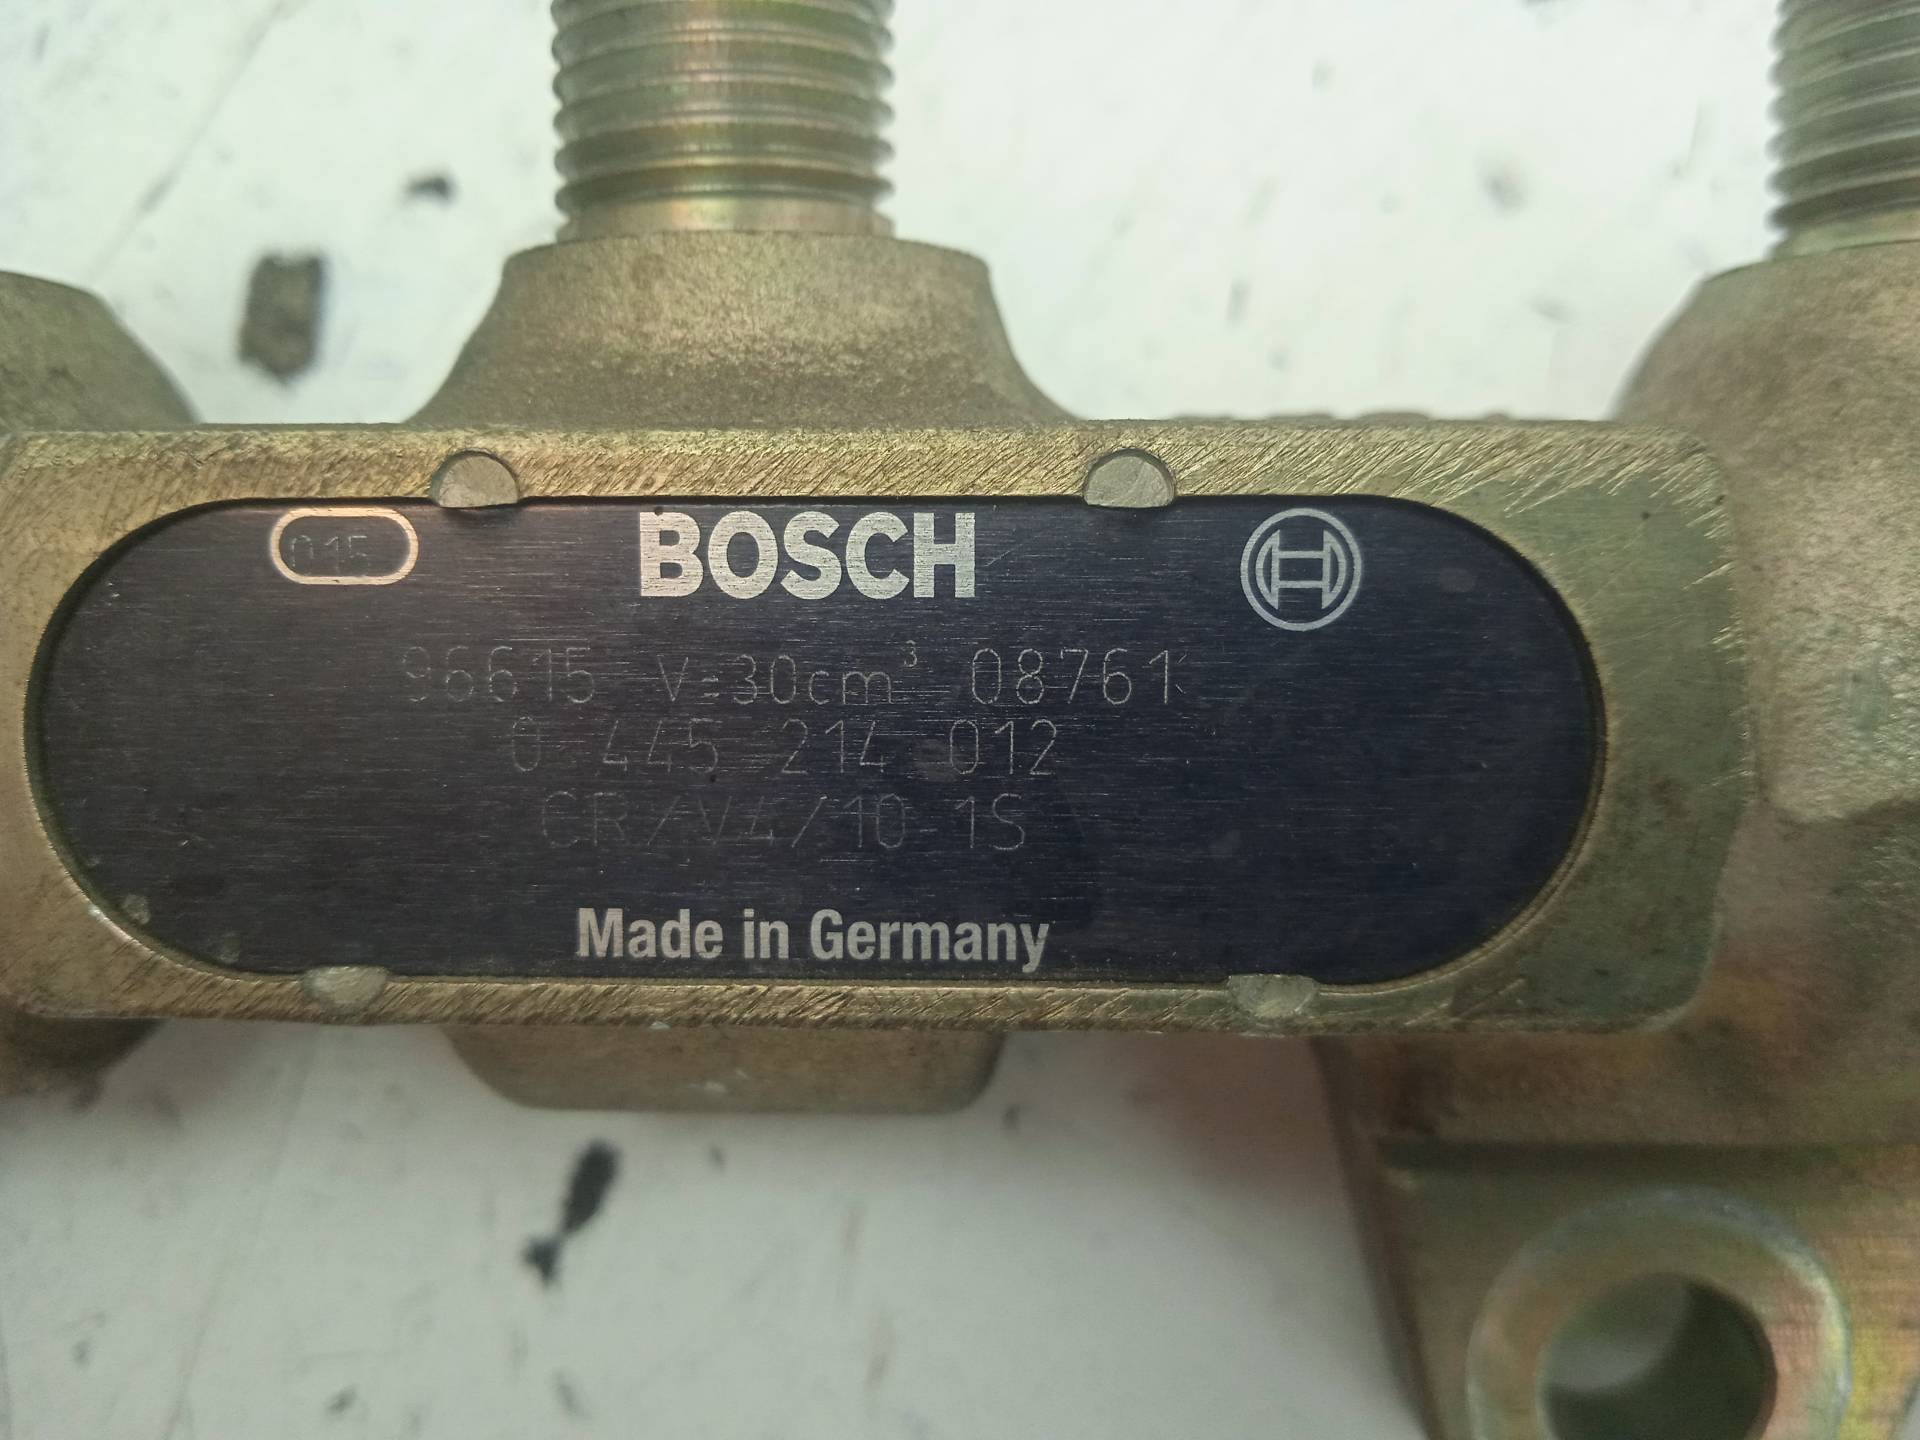 015 BOSCH
96615 V=30cm³ 08761
0 445 214 012
CR/V4/10 1S
Made in Germany